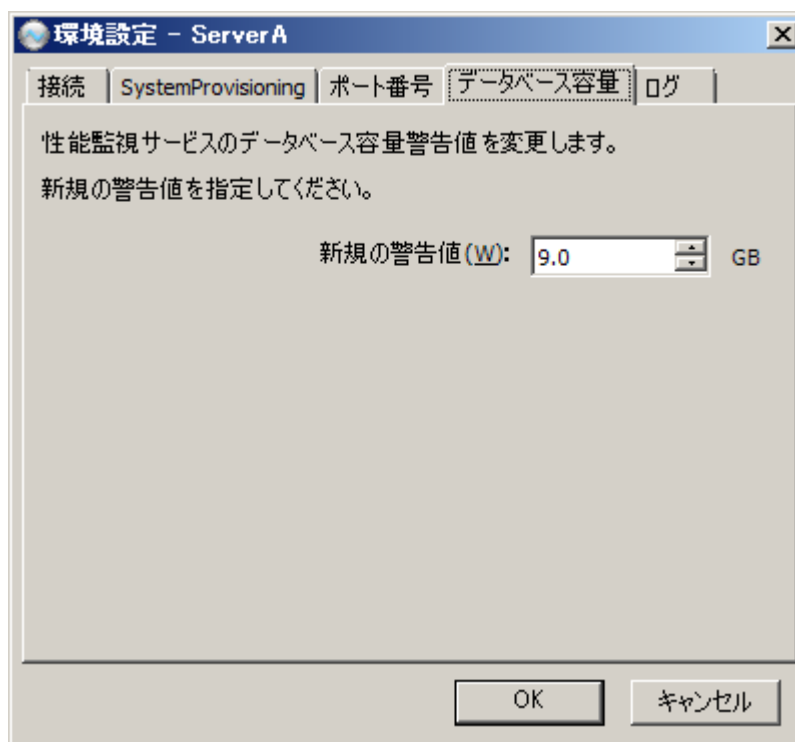 環境設定 - ServerA
接続 SystemProvisioning ポート番号 データベース容量 ログ
性能監視サービスのデータベース容量警告値を変更します。
新規の警告値を指定してください。
新規の警告値(W): 9.0 GB
OK キャンセル